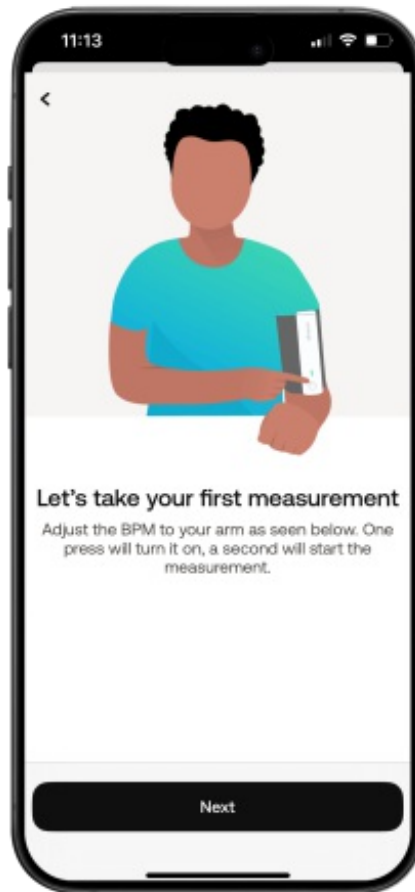 11:13
Let's take your first measurement
Adjust the BPM to your arm as seen below. One
press will turn it on, a second will start the
measurement.
Next